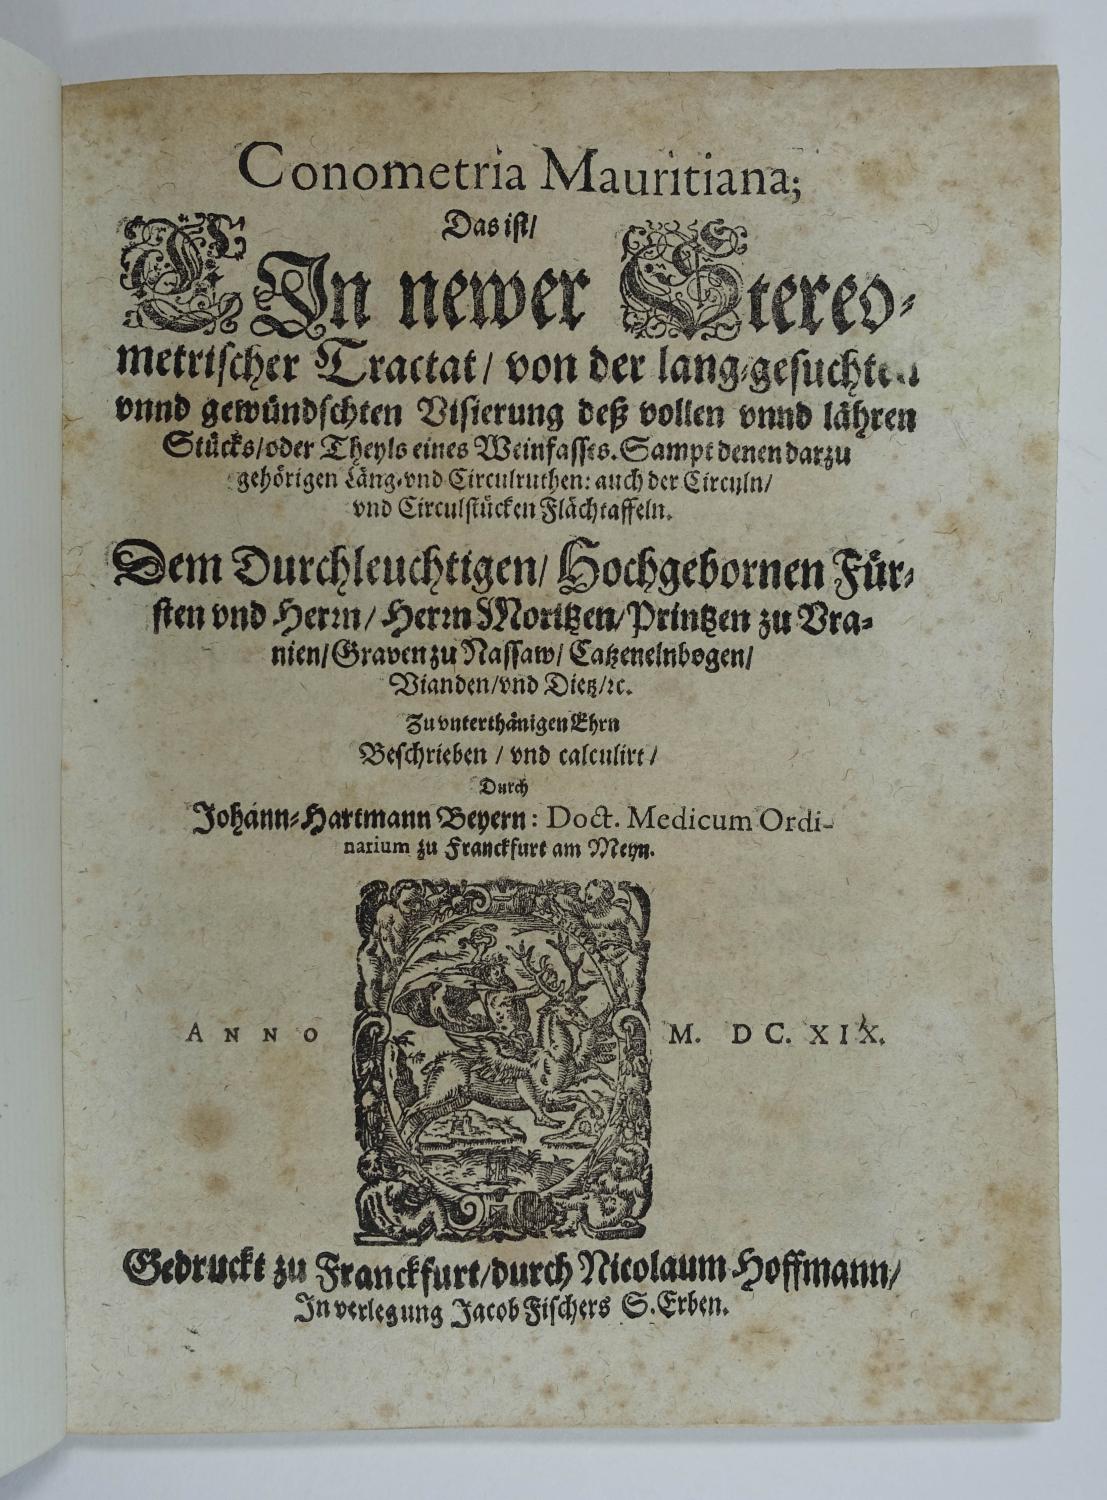 Conometria Mauritiana;
Das ist/
EIn newer Stereo-
metrischer Tractat/ von der lang-gesuchten
vnnd gewündschten Visierung deß vollen vnnd lähren
Stücks/oder Theyls eines Weinfasses. Sampt denen darzu
gehörigen Läng-vnd Circulruthen: auch der Circuln/
vnd Circulstücken Flächtaffeln.
Dem Durchleuchtigen/ Hochgebornen Für-
sten vnd Herrn/ Herrn Moritzen/Printzen zu Vra-
nien/Graven zu Nassaw/ Catzenelnbogen/
Vianden/vnd Dietz/ꝛc.
Zu vnterthänigen Ehrn
Beschrieben / vnd calculirt/
Durch
Johann-Hartmann Beyern: Doct. Medicum Ordi-
narium zu Franckfurt am Meyn.
ANNO M. DC. XIX.
Gedruckt zu Franckfurt/durch Nicolaum Hoffmann/
In verlegung Jacob Fischers S. Erben.